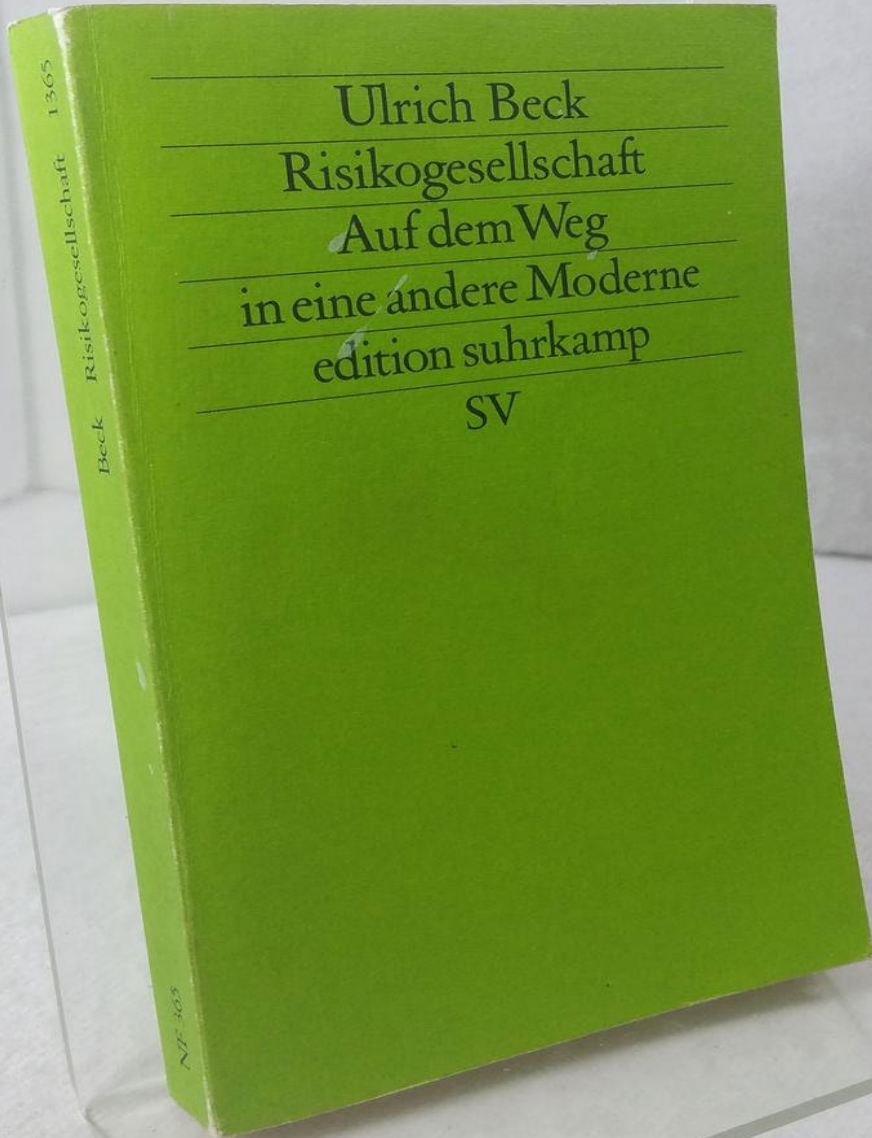 Ulrich Beck
Risikogesellschaft
Auf dem Weg
in eine andere Moderne
edition suhrkamp
SV
Beck Risikogesellschaft 1365
NF 365